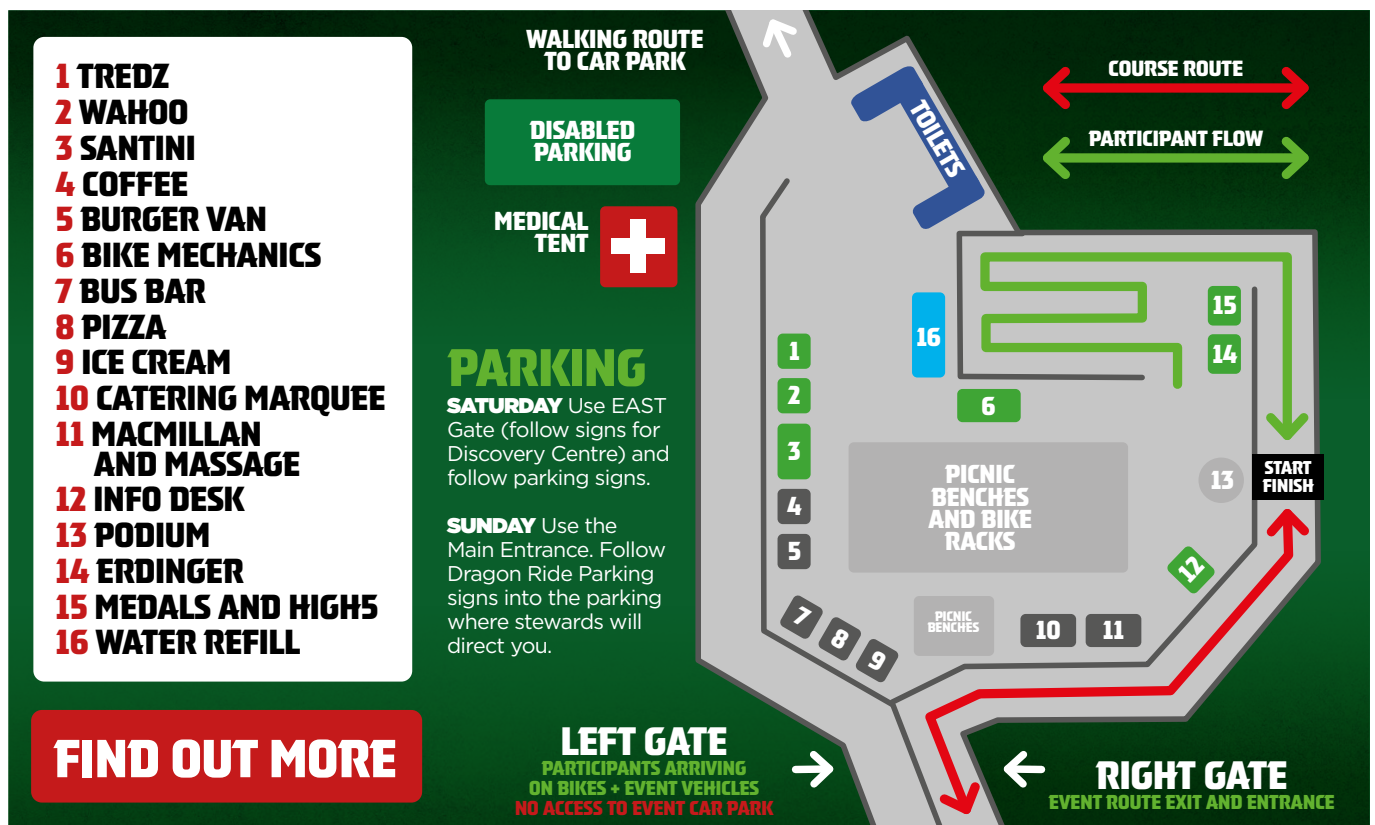 1 TREDZ
2 WAHOO
3 SANTINI
4 COFFEE
5 BURGER VAN
6 BIKE MECHANICS
7 BUS BAR
8 PIZZA
9 ICE CREAM
10 CATERING MARQUEE
11 MACMILLAN
AND MASSAGE
12 INFO DESK
13 PODIUM
14 ERDINGER
15 MEDALS AND HIGH5
16 WATER REFILL
FIND OUT MORE
WALKING ROUTE
TO CAR PARK
DISABLED
PARKING
MEDICAL
TENT
PARKING
SATURDAY Use EAST
Gate (follow signs for
Discovery Centre) and
follow parking signs.
SUNDAY Use the
Main Entrance. Follow
Dragon Ride Parking
signs into the parking
where stewards will
direct you.
LEFT GATE
PARTICIPANTS ARRIVING
ON BIKES + EVENT VEHICLES
NO ACCESS TO EVENT CAR PARK
TOILETS
COURSE ROUTE
PARTICIPANT FLOW
16
15
14
1
2
3
4
5
6
PICNIC
BENCHES
AND BIKE
RACKS
13
START
FINISH
12
7
8
9
PICNIC
BENCHES
10
11
RIGHT GATE
EVENT ROUTE EXIT AND ENTRANCE